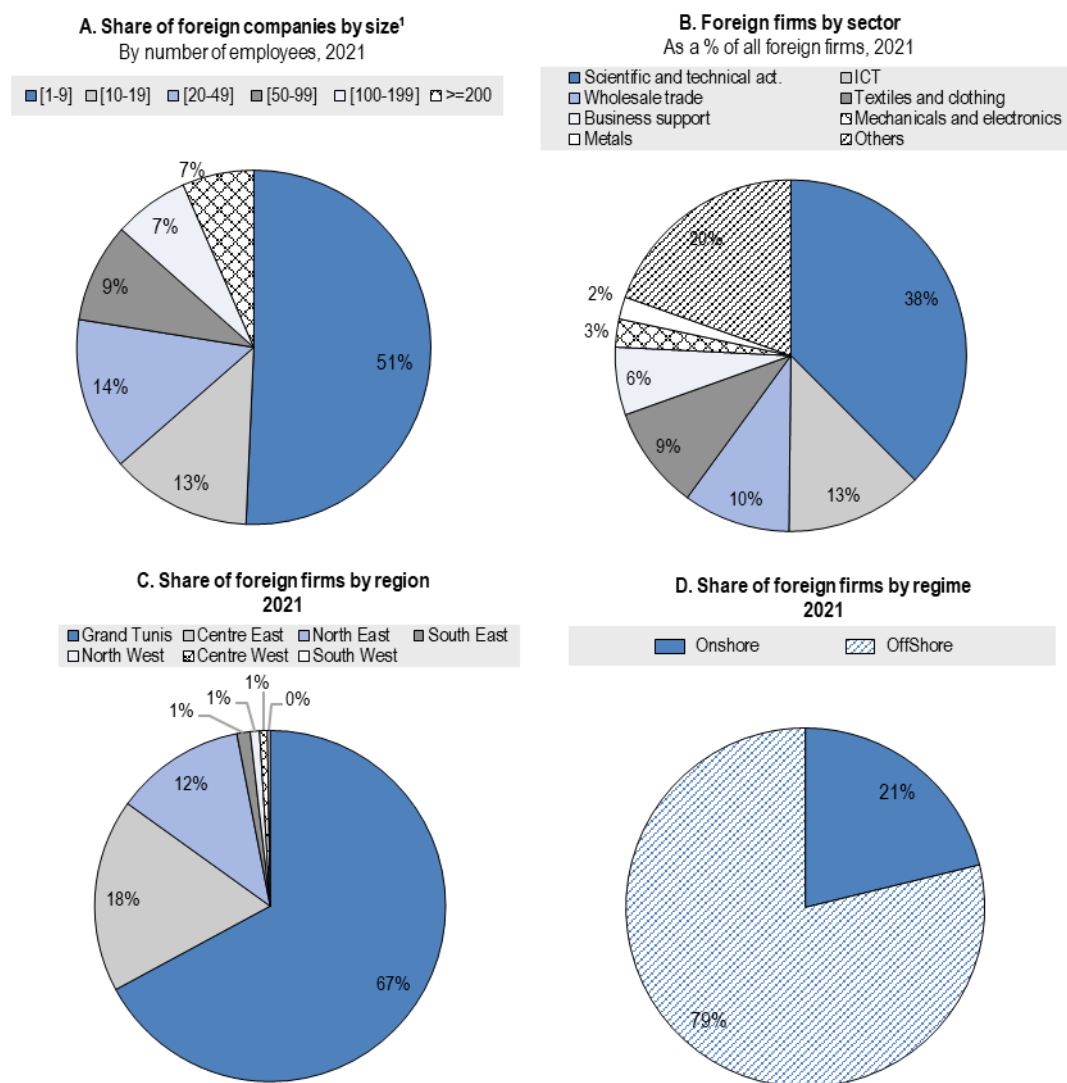 A. Share of foreign companies by size¹
By number of employees, 2021
[1-9] [10-19] [20-49] [50-99] [100-199] >=200
7%
7%
9%
14%
13%
51%
B. Foreign firms by sector
As a % of all foreign firms, 2021
Scientific and technical act. ICT
Wholesale trade Textiles and clothing
Business support Mechanicals and electronics
Metals Others
20%
38%
2%
3%
6%
9%
10%
13%
C. Share of foreign firms by region
2021
Grand Tunis Centre East North East South East
North West Centre West South West
1%
1%
0%
1%
12%
18%
67%
D. Share of foreign firms by regime
2021
Onshore OffShore
21%
79%